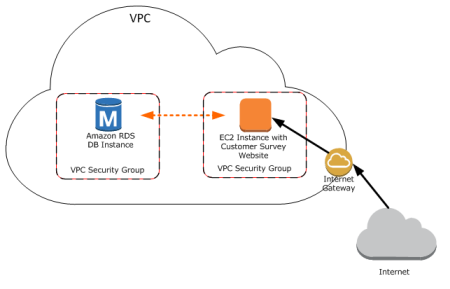 VPC
M
Amazon RDS
DB Instance
VPC Security Group
EC2 Instance with
Customer Survey
Website
VPC Security Group
Internet
Gateway
Internet